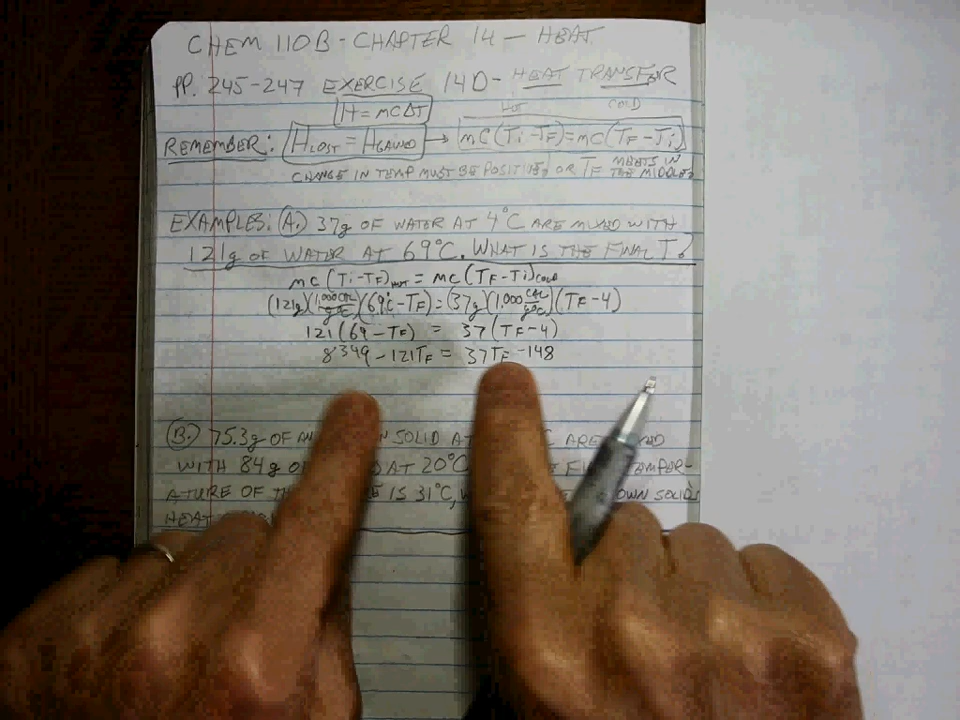 CHEM 110B - CHAPTER 14 - HEAT
PP. 245-247 EXERCISE 14D - HEAT TRANSFER
H = mCΔT HOT COLD
REMEMBER: H LOST = H GAINED → mC(Ti-TF)=mC(TF-Ti)
CHANGE IN TEMP MUST BE POSITIVE, OR TF MEETS IN THE MIDDLE
EXAMPLES: (A.) 37g OF WATER AT 4°C ARE MIXED WITH
121g OF WATER AT 69°C. WHAT IS THE FINAL T?
mC(Ti-TF)HOT = mC(TF-Ti)COLD
(121g)(1.000 CAL/g°C)(69°C-TF)=(37g)(1.000 CAL/g°C)(TF-4)
121(69-TF) = 37(TF-4)
8349 - 121TF = 37TF - 148
(B.) 75.3g OF AN SOLID AT C ARE
WITH 84g AT 20°C
ATURE OF IS 31°C, OWN SOLID'S
HEAT